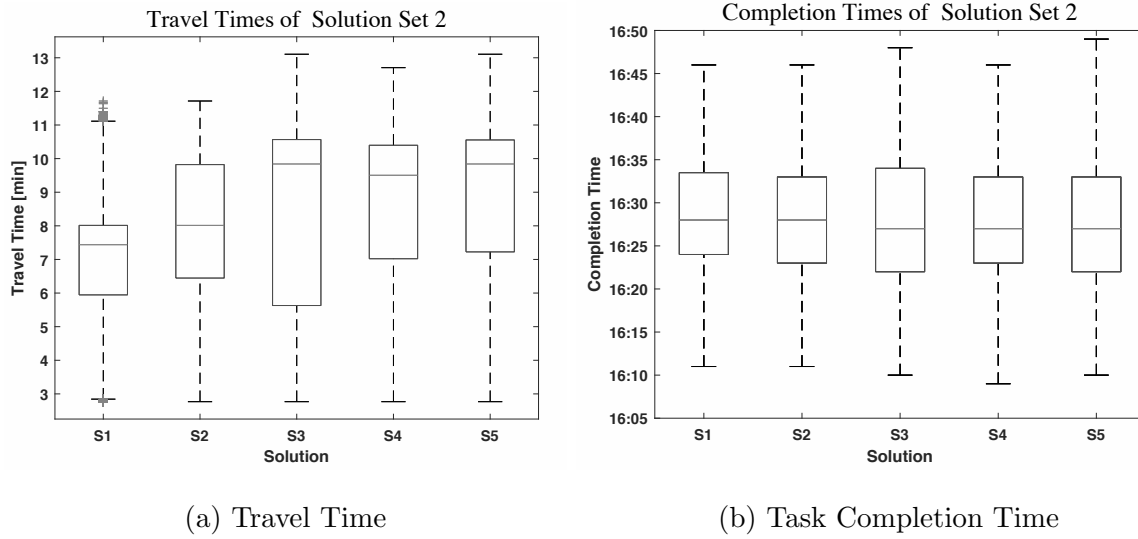 Travel Times of Solution Set 2
13
12
11
10
9
8
7
6
5
4
3
Travel Time [min]
S1 S2 S3 S4 S5
Solution
(a) Travel Time
Completion Times of Solution Set 2
16:50
16:45
16:40
16:35
16:30
16:25
16:20
16:15
16:10
16:05
Completion Time
S1 S2 S3 S4 S5
Solution
(b) Task Completion Time